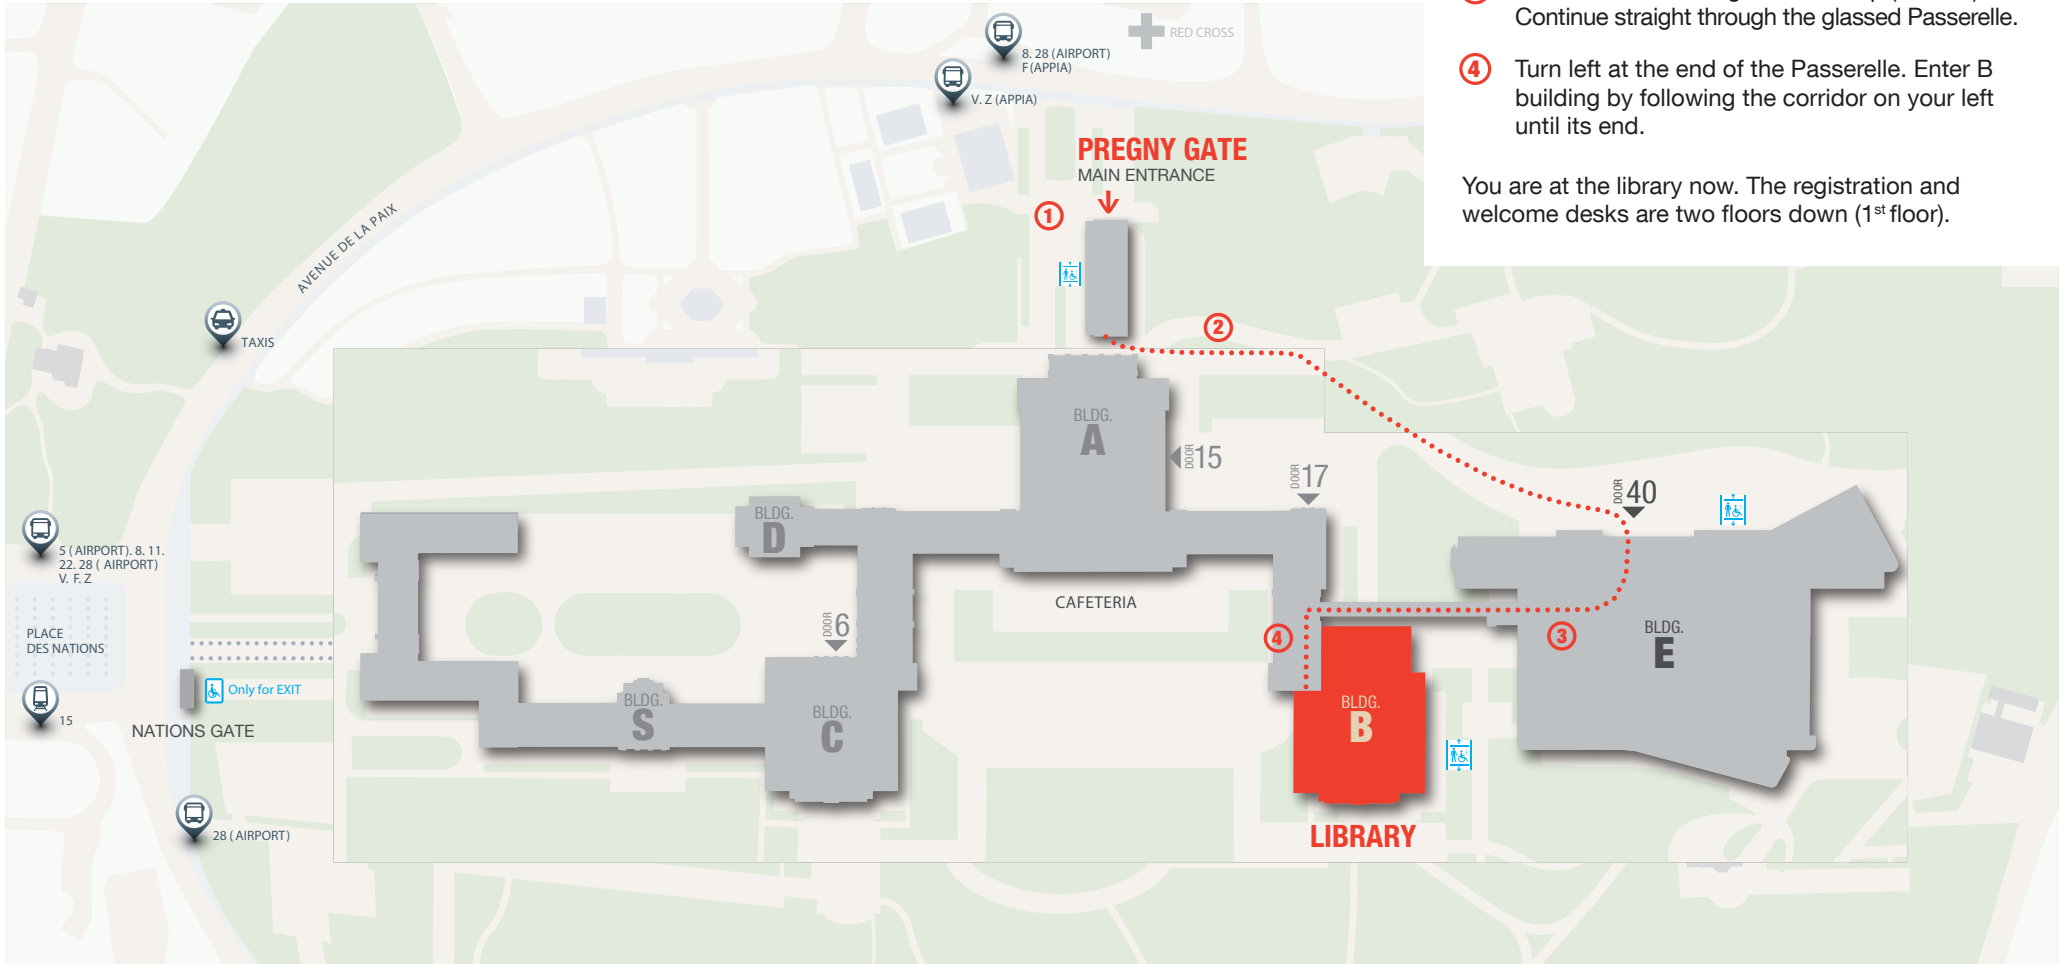 Continue straight through the glassed Passerelle.
4 Turn left at the end of the Passerelle. Enter B
building by following the corridor on your left
until its end.
You are at the library now. The registration and
welcome desks are two floors down (1st floor).
8. 28 (AIRPORT)
F (APPIA)
RED CROSS
V. Z (APPIA)
PREGNY GATE
MAIN ENTRANCE
1
AVENUE DE LA PAIX
TAXIS
2
BLDG.
A
DOOR 15
DOOR 17
DOOR 40
BLDG.
D
5 (AIRPORT). 8. 11.
22. 28 ( AIRPORT)
V. F. Z
CAFETERIA
DOOR 6
PLACE
DES NATIONS
4
3
BLDG.
E
Only for EXIT
15
NATIONS GATE
BLDG.
S
BLDG.
C
BLDG.
B
28 ( AIRPORT)
LIBRARY